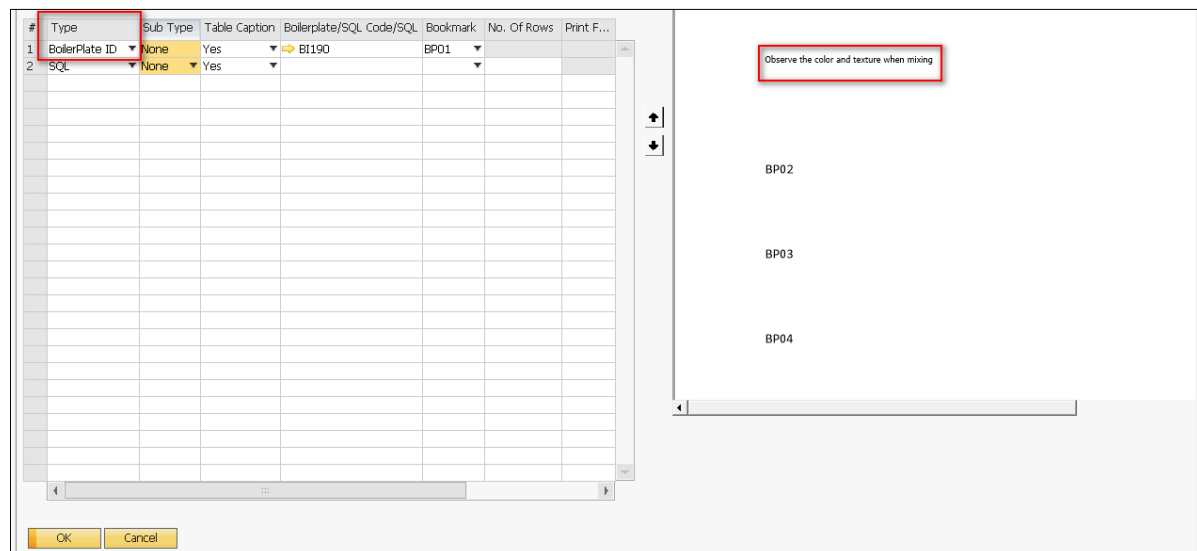 # Type Sub Type Table Caption Boilerplate/SQL Code/SQL Bookmark No. Of Rows Print F...
1 BoilerPlate ID None Yes BI190 BP01
2 SQL None Yes
Observe the color and texture when mixing
BP02
BP03
BP04
OK Cancel